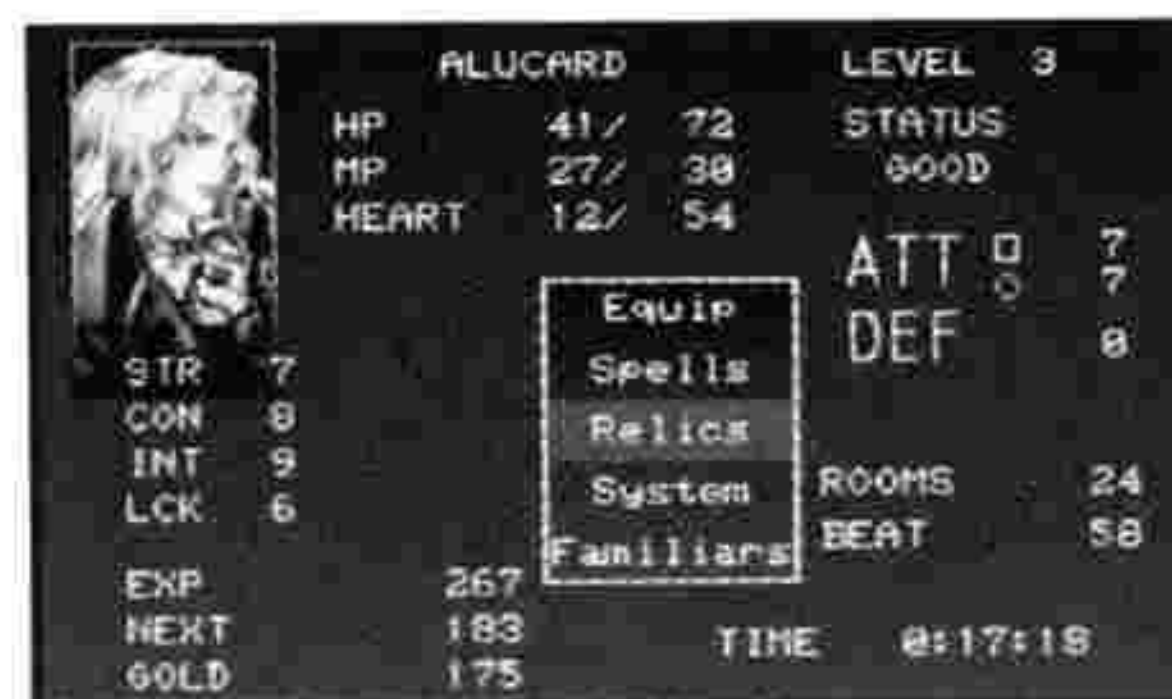 ALUCARD LEVEL 3
HP 41/ 72 STATUS
MP 27/ 30 GOOD
HEART 12/ 54
ATT 7
7
DEF 0
Equip
Spells
Relics
System
Familiars
STR 7
CON 8
INT 9
LCK 6
ROOMS 24
BEAT 58
EXP 267
NEXT 183
GOLD 175
TIME 0:17:19